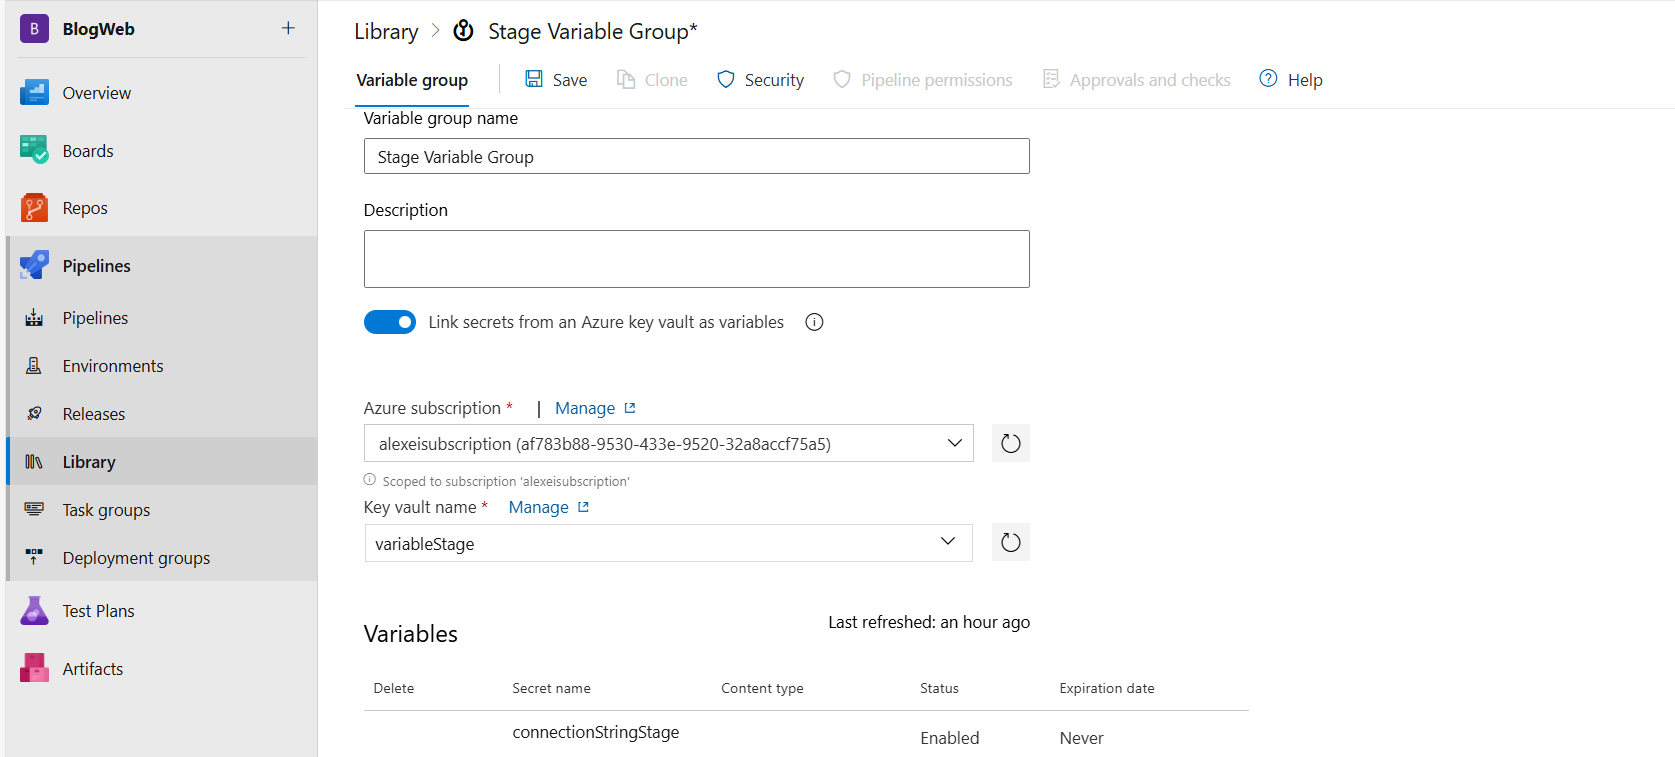 B BlogWeb +
Overview
Boards
Repos
Pipelines
Pipelines
Environments
Releases
Library
Task groups
Deployment groups
Test Plans
Artifacts
Library > Stage Variable Group*
Variable group Save Clone Security Pipeline permissions Approvals and checks Help
Variable group name
Stage Variable Group
Description
Link secrets from an Azure key vault as variables
Azure subscription * | Manage
alexeisubscription (af783b88-9530-433e-9520-32a8accf75a5)
Scoped to subscription 'alexeisubscription'
Key vault name * Manage
variableStage
Variables
Last refreshed: an hour ago
Delete Secret name Content type Status Expiration date
connectionStringStage Enabled Never